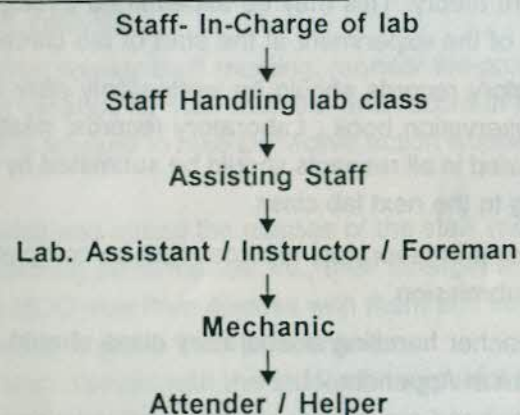 Staff- In-Charge of lab
Staff Handling lab class
Assisting Staff
Lab. Assistant / Instructor / Foreman
Mechanic
Attender / Helper